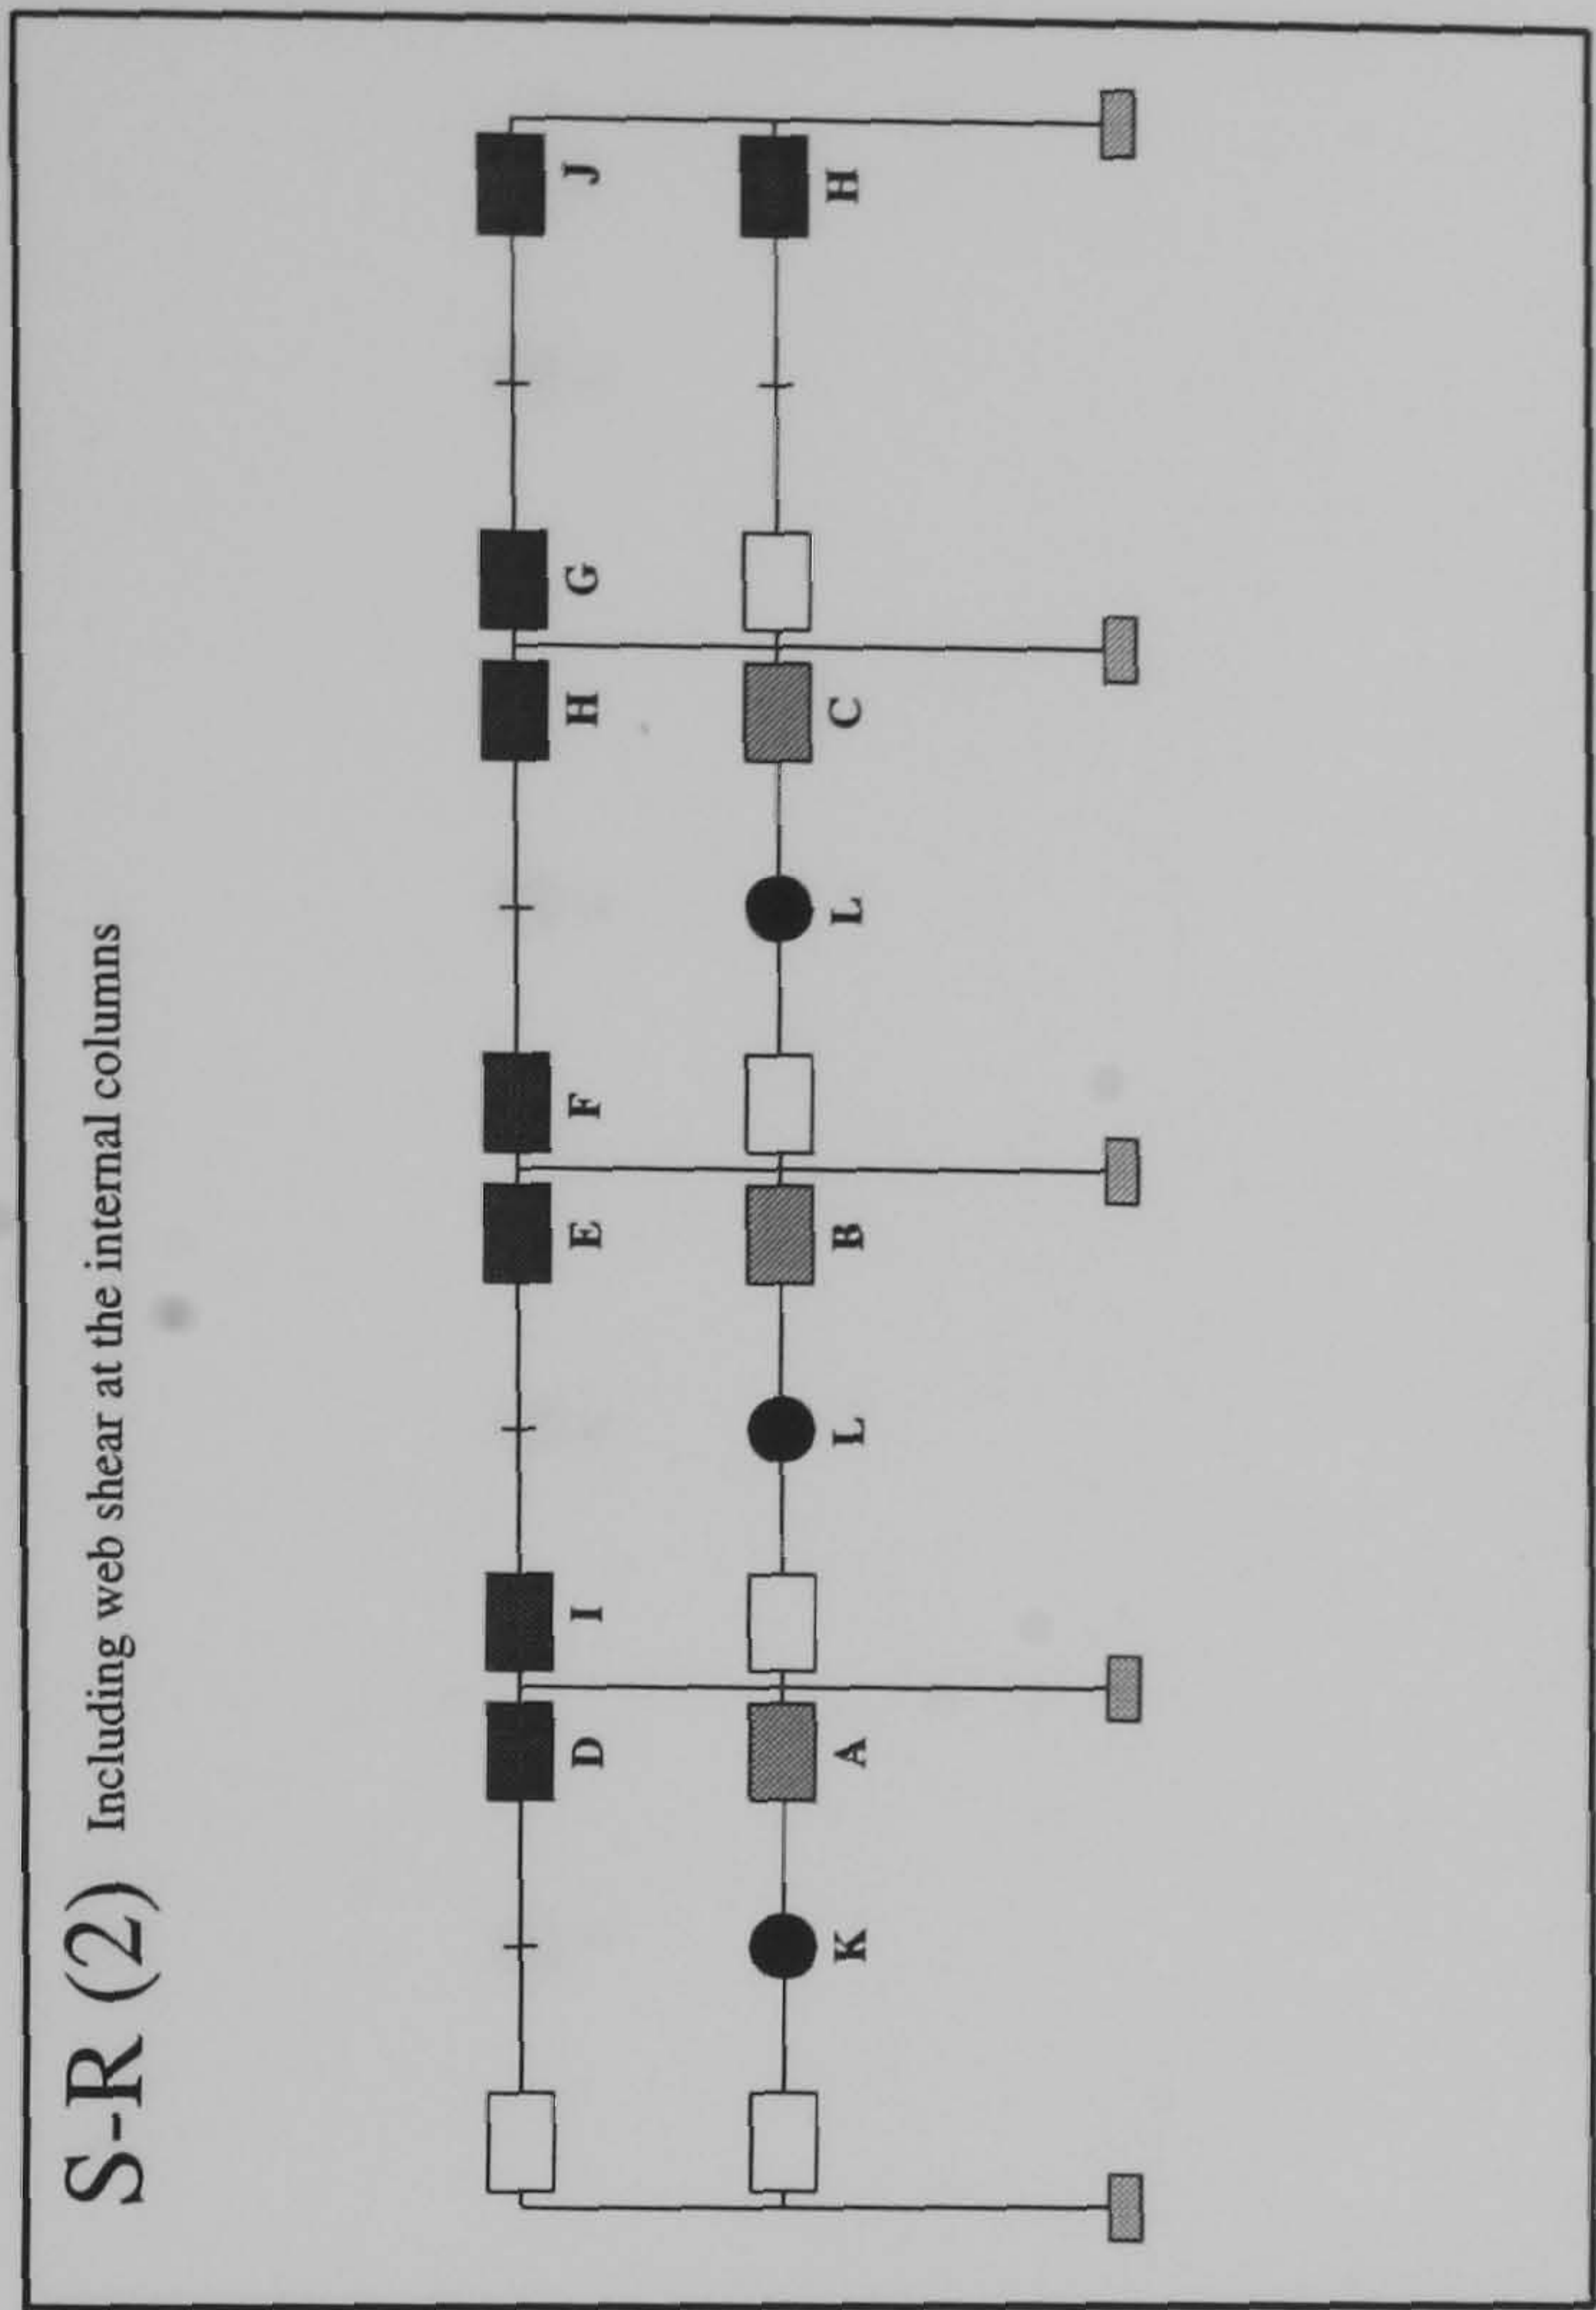 S-R (2) Including web shear at the internal columns
D I E F H G J
A B C H
K L L